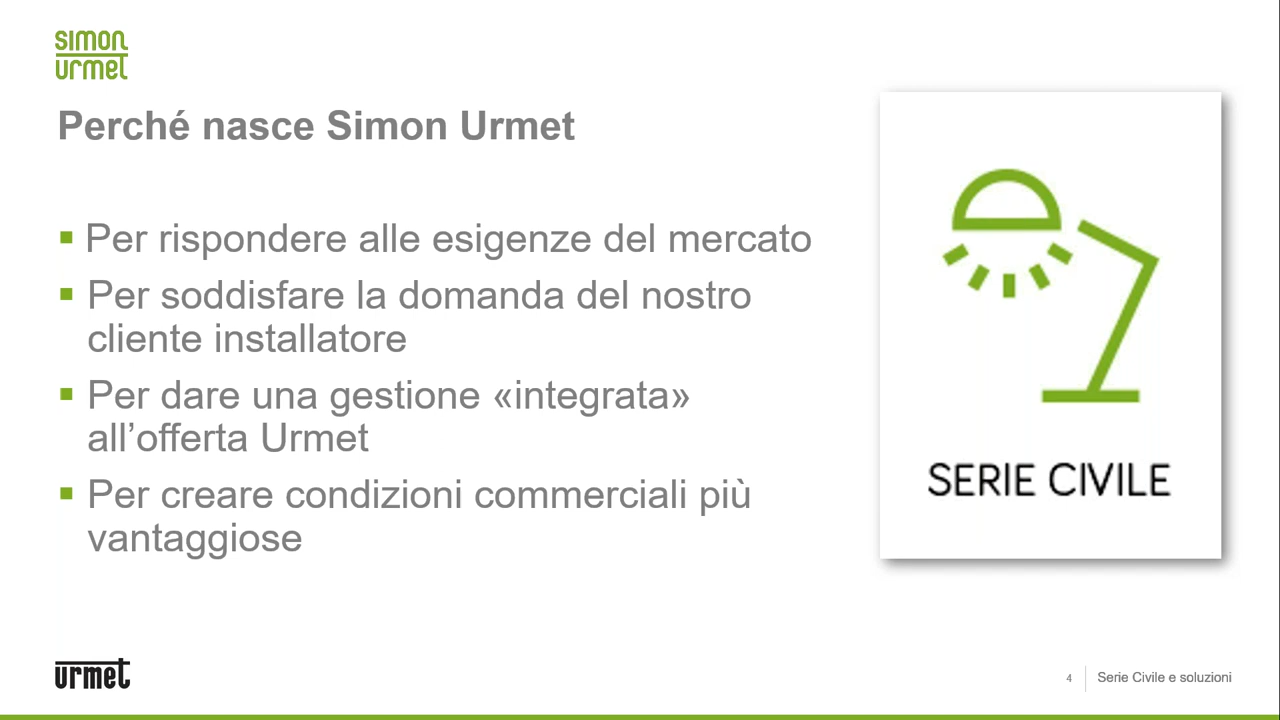 simon
urmet
Perché nasce Simon Urmet
▪ Per rispondere alle esigenze del mercato
▪ Per soddisfare la domanda del nostro
cliente installatore
▪ Per dare una gestione «integrata»
all’offerta Urmet
▪ Per creare condizioni commerciali più
vantaggiose
SERIE CIVILE
urmet
4 Serie Civile e soluzioni